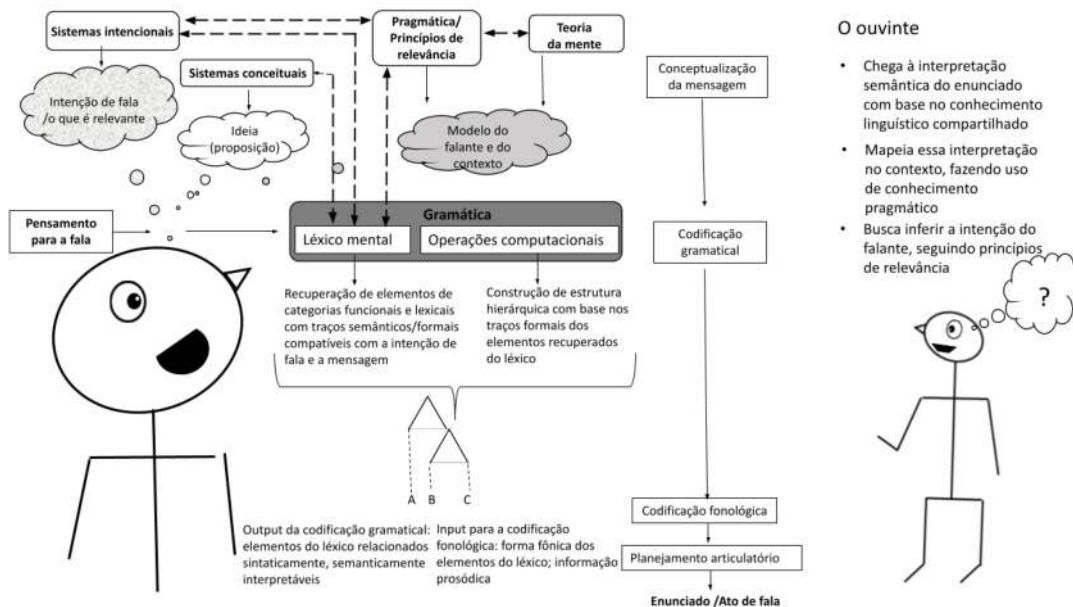 Sistemas intencionais
Pragmática/
Princípios de
relevância
Teoria
da mente
Sistemas conceituais
Intenção de fala
/o que é relevante
Ideia
(proposição)
Modelo do
falante e do
contexto
Pensamento
para a fala
Gramática
Léxico mental
Operações computacionais
Recuperação de elementos de
categorias funcionais e lexicais
com traços semânticos/formais
compatíveis com a intenção de
fala e a mensagem
Construção de estrutura
hierárquica com base nos
traços formais dos
elementos recuperados
do léxico
A B C
Output da codificação gramatical:
elementos do léxico relacionados
sintaticamente, semanticamente
interpretáveis
Input para a codificação
fonológica: forma fônica dos
elementos do léxico; informação
prosódica
Conceptualização
da mensagem
Codificação
gramatical
Codificação fonológica
Planejamento articulatório
Enunciado /Ato de fala
O ouvinte
• Chega à interpretação
semântica do enunciado
com base no conhecimento
linguístico compartilhado
• Mapeia essa interpretação
no contexto, fazendo uso
de conhecimento
pragmático
• Busca inferir a intenção do
falante, seguindo princípios
de relevância
?